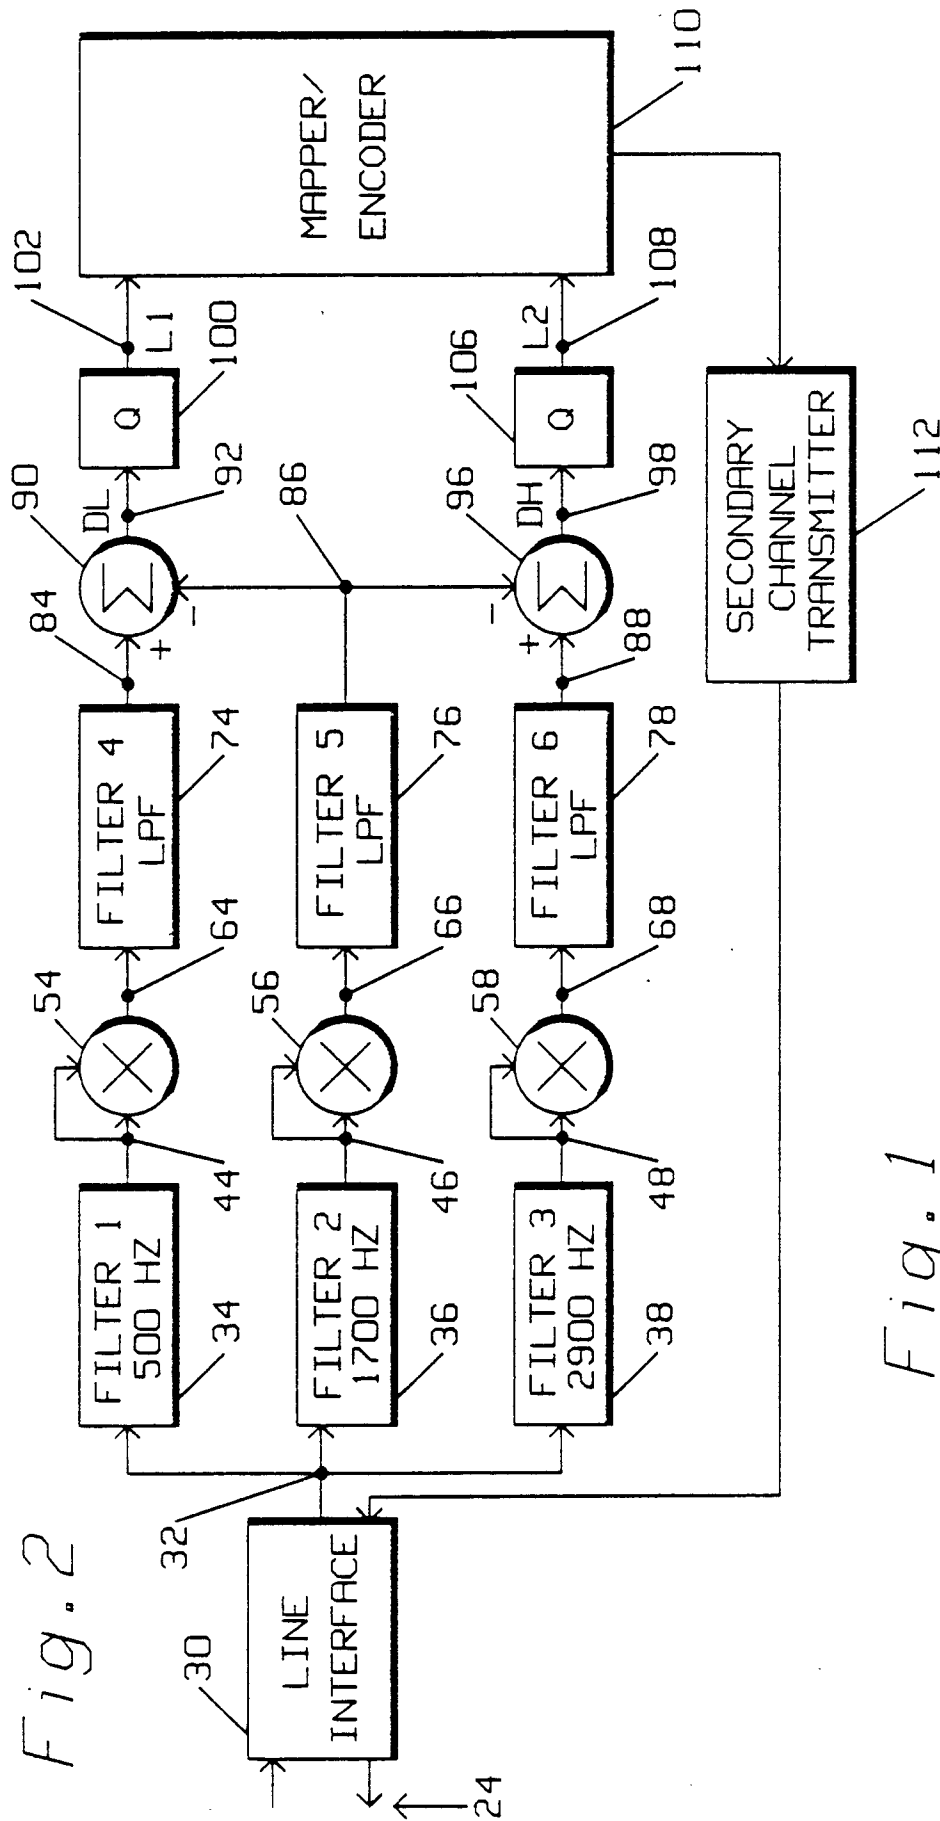 Fig.2
30
LINE
INTERFACE
24
32
FILTER 1
500 HZ
34
44
54
64
FILTER 4
LPF
74
84
90
+
-
DL
92
Q
100
102
L1
FILTER 2
1700 HZ
36
46
56
66
FILTER 5
LPF
76
86
FILTER 3
2900 HZ
38
48
58
68
FILTER 6
LPF
78
88
96
+
-
DH
98
Q
106
L2
108
MAPPER/
ENCODER
110
SECONDARY
CHANNEL
TRANSMITTER
112
Fig.1